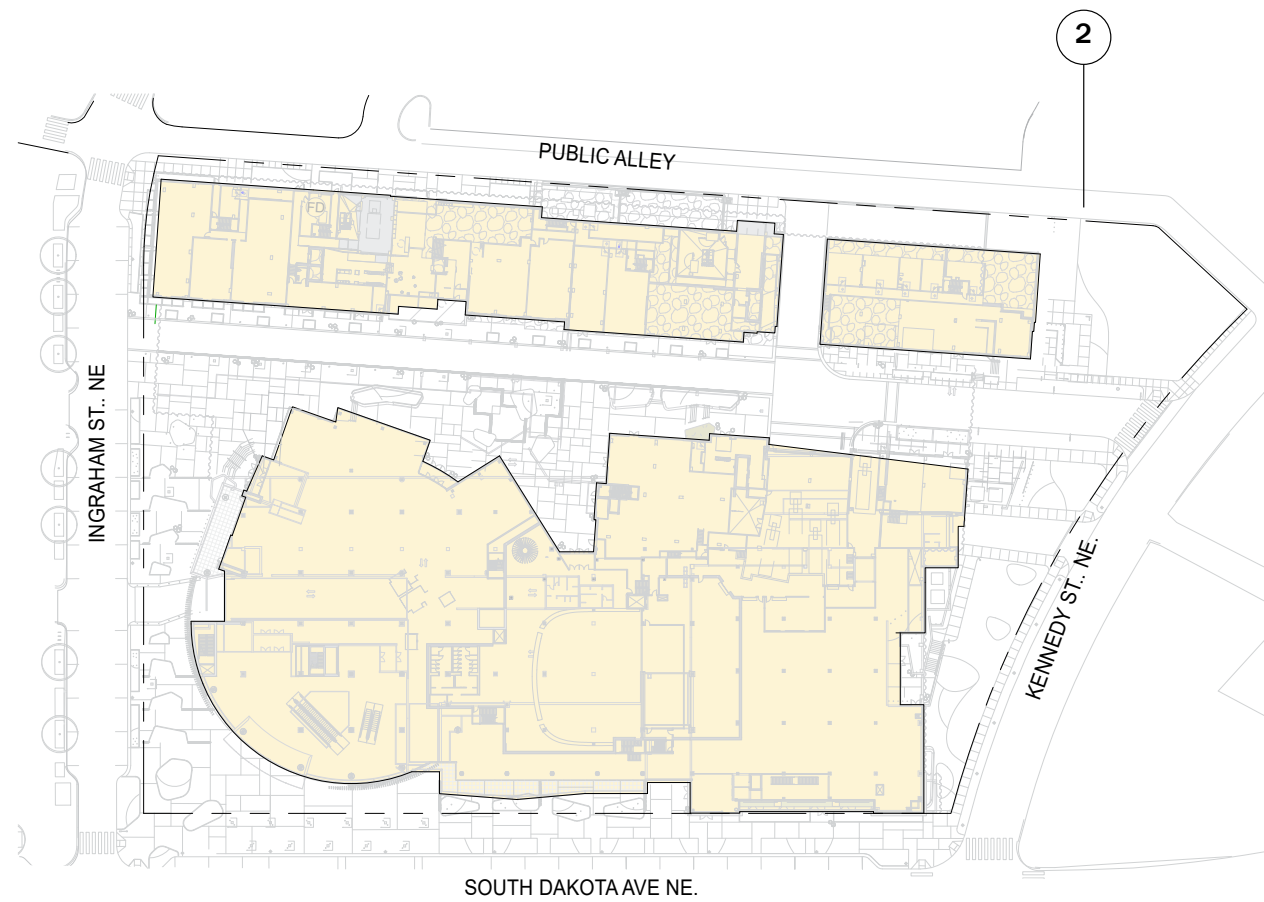 2
PUBLIC ALLEY
FD
INGRAHAM ST.. NE
KENNEDY ST.. NE.
SOUTH DAKOTA AVE NE.